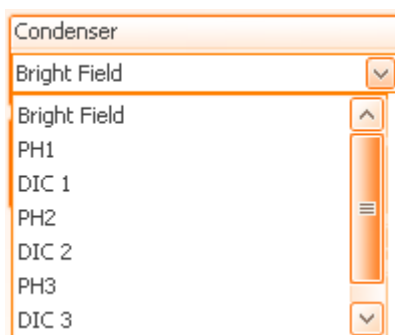 Condenser
Bright Field
Bright Field
PH1
DIC 1
PH2
DIC 2
PH3
DIC 3